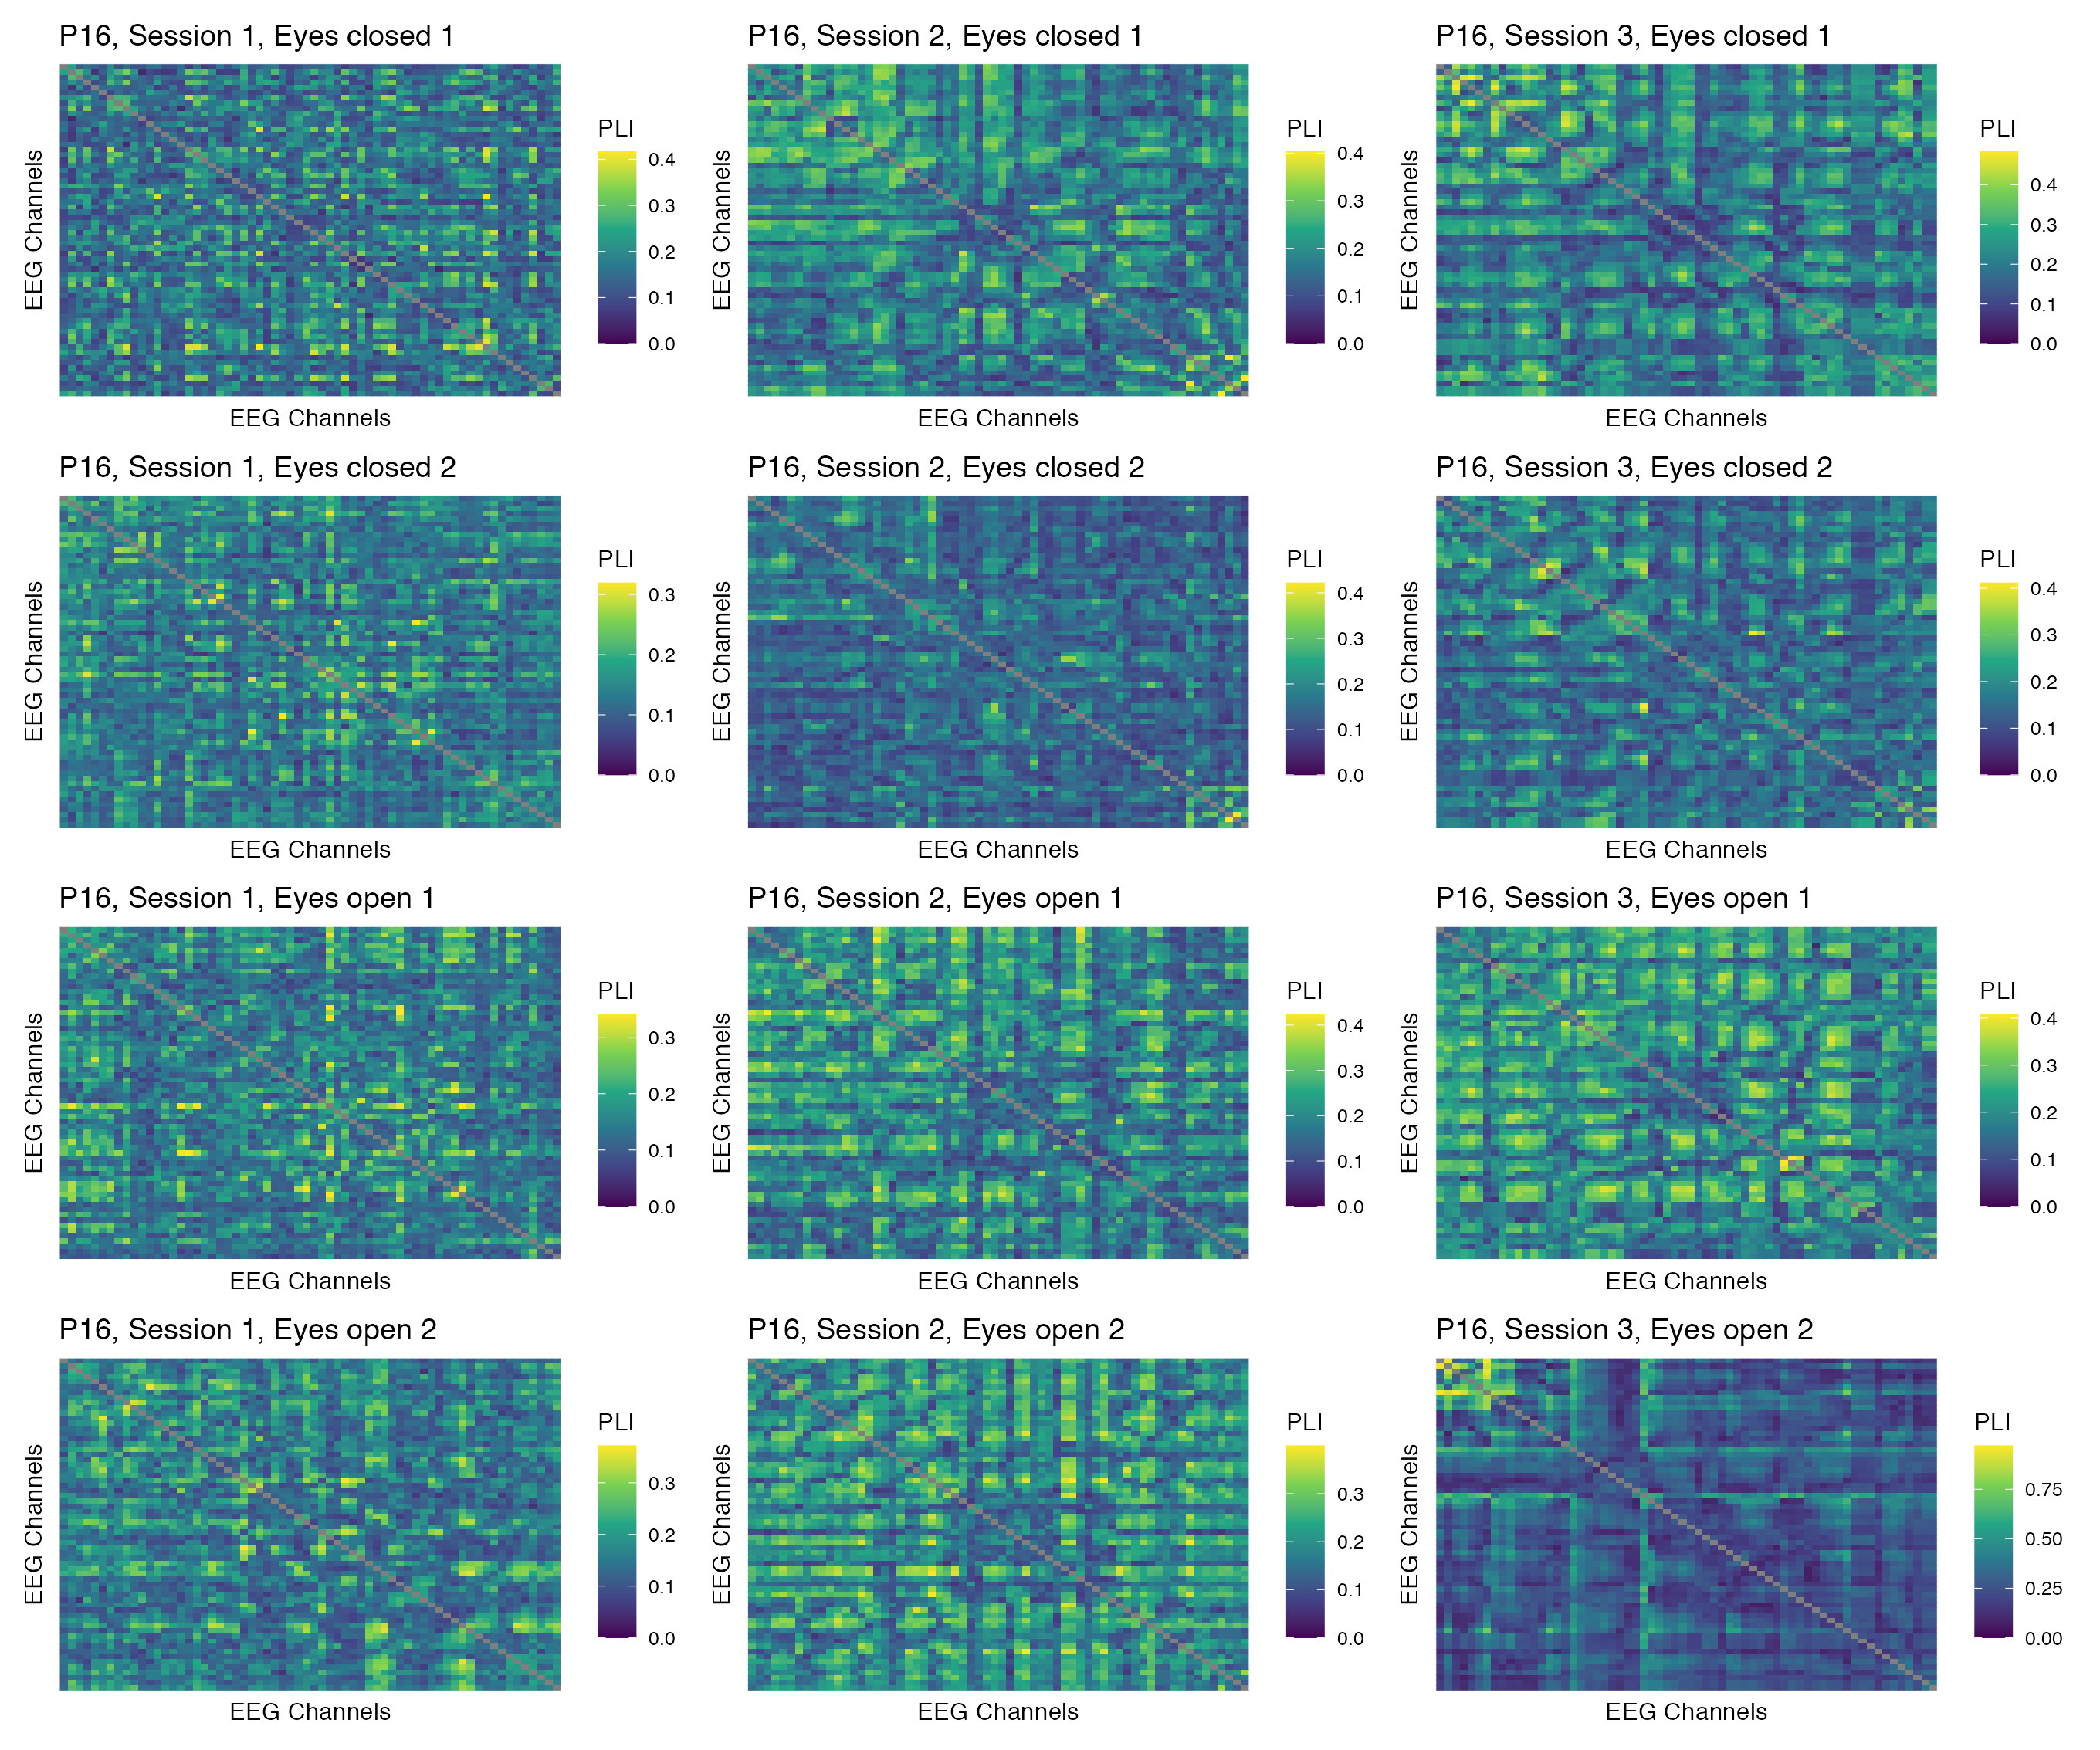 P16, Session 1, Eyes closed 1
EEG Channels
EEG Channels
PLI
0.4
0.3
0.2
0.1
0.0
P16, Session 2, Eyes closed 1
EEG Channels
EEG Channels
PLI
0.4
0.3
0.2
0.1
0.0
P16, Session 3, Eyes closed 1
EEG Channels
EEG Channels
PLI
0.4
0.3
0.2
0.1
0.0
P16, Session 1, Eyes closed 2
EEG Channels
EEG Channels
PLI
0.3
0.2
0.1
0.0
P16, Session 2, Eyes closed 2
EEG Channels
EEG Channels
PLI
0.4
0.3
0.2
0.1
0.0
P16, Session 3, Eyes closed 2
EEG Channels
EEG Channels
PLI
0.4
0.3
0.2
0.1
0.0
P16, Session 1, Eyes open 1
EEG Channels
EEG Channels
PLI
0.3
0.2
0.1
0.0
P16, Session 2, Eyes open 1
EEG Channels
EEG Channels
PLI
0.4
0.3
0.2
0.1
0.0
P16, Session 3, Eyes open 1
EEG Channels
EEG Channels
PLI
0.4
0.3
0.2
0.1
0.0
P16, Session 1, Eyes open 2
EEG Channels
EEG Channels
PLI
0.3
0.2
0.1
0.0
P16, Session 2, Eyes open 2
EEG Channels
EEG Channels
PLI
0.3
0.2
0.1
0.0
P16, Session 3, Eyes open 2
EEG Channels
EEG Channels
PLI
0.75
0.50
0.25
0.00